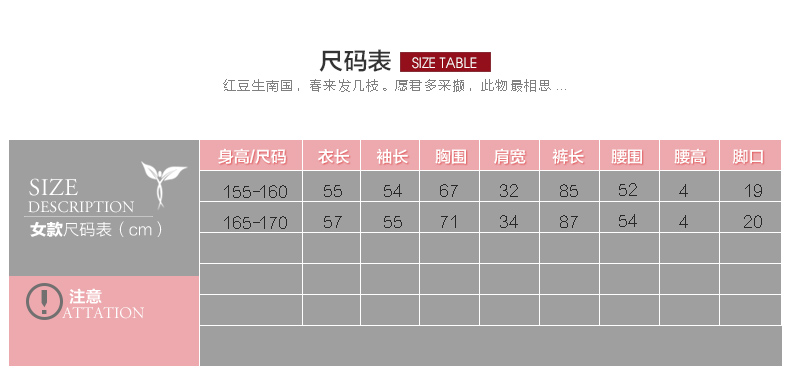 尺码表 SIZE TABLE
红豆生南国，春来发几枝。愿君多采撷，此物最相思 ...
SIZE
DESCRIPTION
女款尺码表（cm）
身高/尺码 衣长 袖长 胸围 肩宽 裤长 腰围 腰高 脚口
155-160 55 54 67 32 85 52 4 19
165-170 57 55 71 34 87 54 4 20
注意
ATTATION